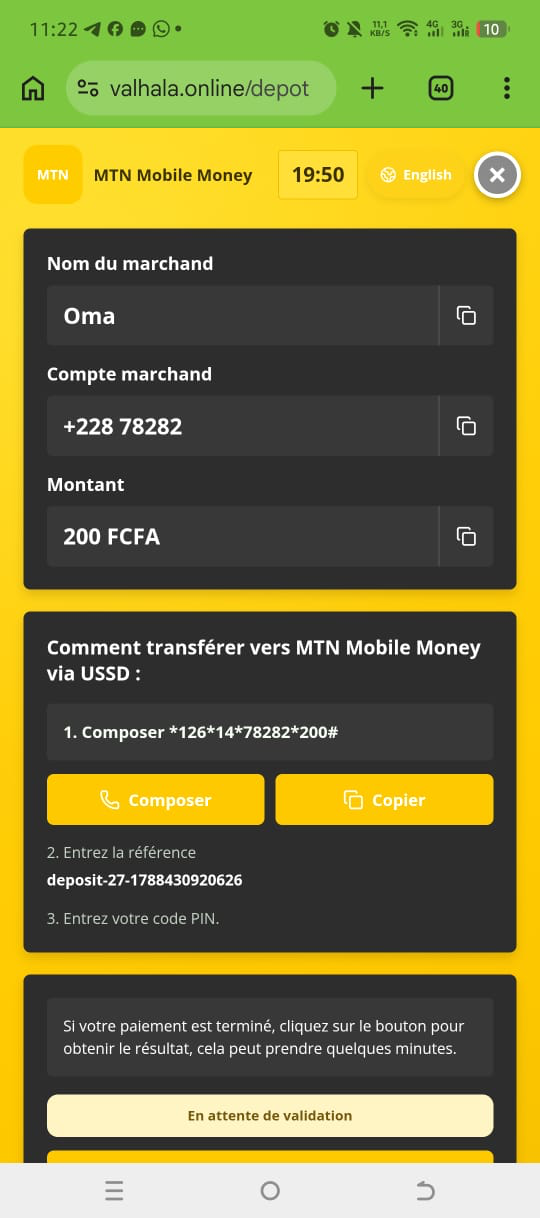 11:22
11,1 KB/S 4G 3G 10
valhala.online/depot
40
MTN
MTN Mobile Money
19:50
English
Nom du marchand
Oma
Compte marchand
+228 78282
Montant
200 FCFA
Comment transférer vers MTN Mobile Money
via USSD :
1. Composer *126*14*78282*200#
Composer
Copier
2. Entrez la référence
deposit-27-1788430920626
3. Entrez votre code PIN.
Si votre paiement est terminé, cliquez sur le bouton pour
obtenir le résultat, cela peut prendre quelques minutes.
En attente de validation